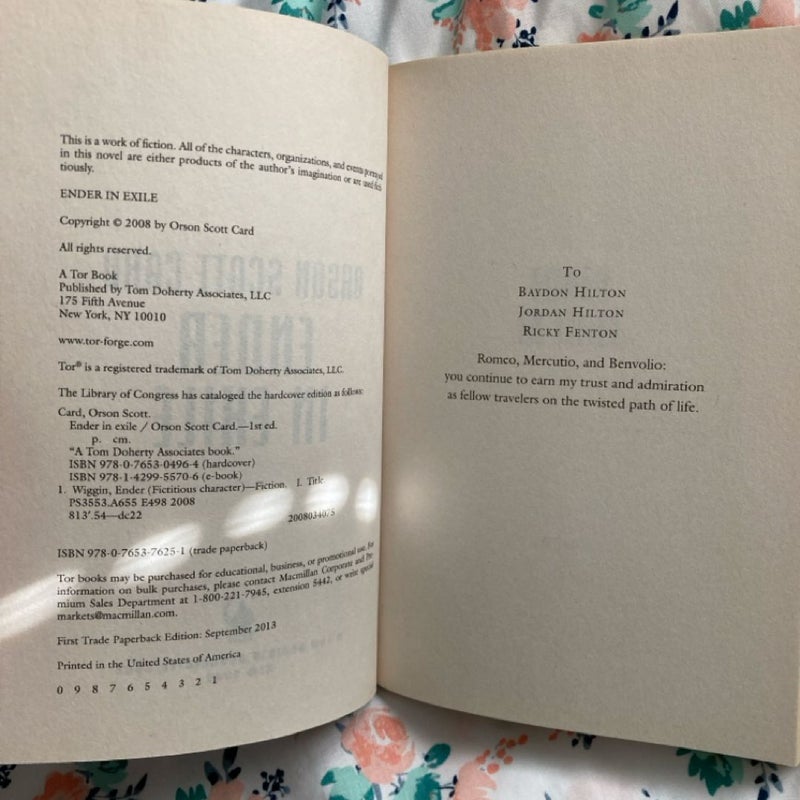 This is a work of fiction. All of the characters, organizations, and events portrayed
in this novel are either products of the author's imagination or are used ficti-
tiously.
ENDER IN EXILE
Copyright © 2008 by Orson Scott Card
All rights reserved.
A Tor Book
Published by Tom Doherty Associates, LLC
175 Fifth Avenue
New York, NY 10010
www.tor-forge.com
Tor® is a registered trademark of Tom Doherty Associates, LLC.
The Library of Congress has cataloged the hardcover edition as follows:
Card, Orson Scott.
Ender in exile / Orson Scott Card.—1st ed.
p. cm.
"A Tom Doherty Associates book."
ISBN 978-0-7653-0496-4 (hardcover)
ISBN 978-1-4299-5570-6 (e-book)
1. Wiggin, Ender (Fictitious character)—Fiction. I. Title.
PS3553.A655 E498 2008
813'.54—dc22
2008034075
ISBN 978-0-7653-7625-1 (trade paperback)
Tor books may be purchased for educational, business, or promotional use. For
information on bulk purchases, please contact Macmillan Corporate and Pre-
mium Sales Department at 1-800-221-7945, extension 5442, or write special
markets@macmillan.com.
First Trade Paperback Edition: September 2013
Printed in the United States of America
0 9 8 7 6 5 4 3 2 1
To
BAYDON HILTON
JORDAN HILTON
RICKY FENTON
Romeo, Mercutio, and Benvolio:
you continue to earn my trust and admiration
as fellow travelers on the twisted path of life.